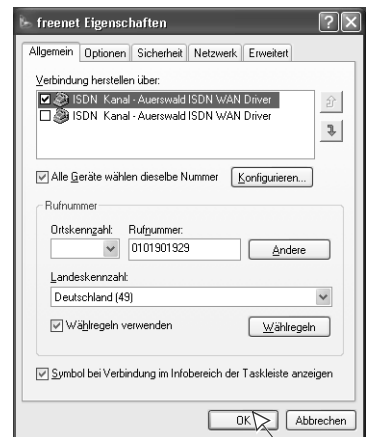 freenet Eigenschaften
Allgemein Optionen Sicherheit Netzwerk Erweitert
Verbindung herstellen über:
ISDN Kanal - Auerswald ISDN WAN Driver
ISDN Kanal - Auerswald ISDN WAN Driver
Alle Geräte wählen dieselbe Nummer Konfigurieren...
Rufnummer
Ortskennzahl: Rufnummer:
0101901929 Andere
Landeskennzahl:
Deutschland (49)
Wählregeln verwenden Wählregeln
Symbol bei Verbindung im Infobereich der Taskleiste anzeigen
OK Abbrechen